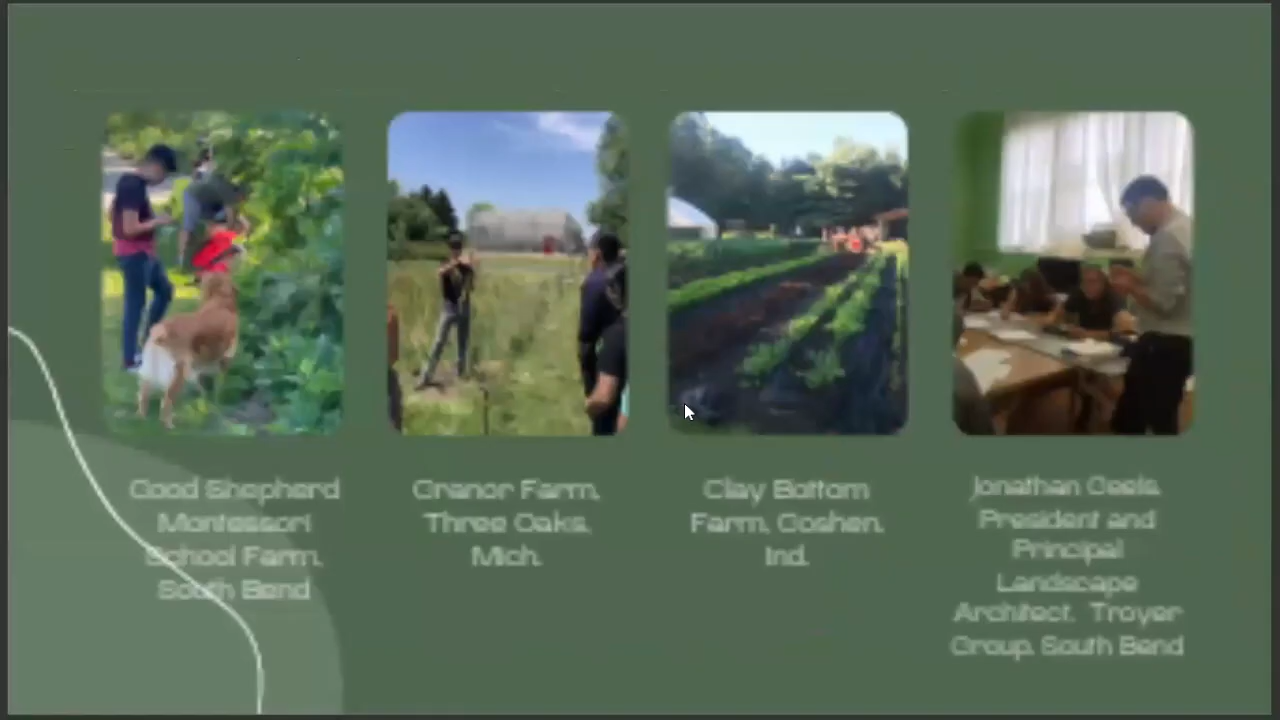 Good Shepherd
Montessori
School Farm,
South Bend
Granor Farm,
Three Oaks,
Mich.
Clay Bottom
Farm, Goshen,
Ind.
Jonathan Geels,
President and
Principal
Landscape
Architect, Troyer
Group, South Bend